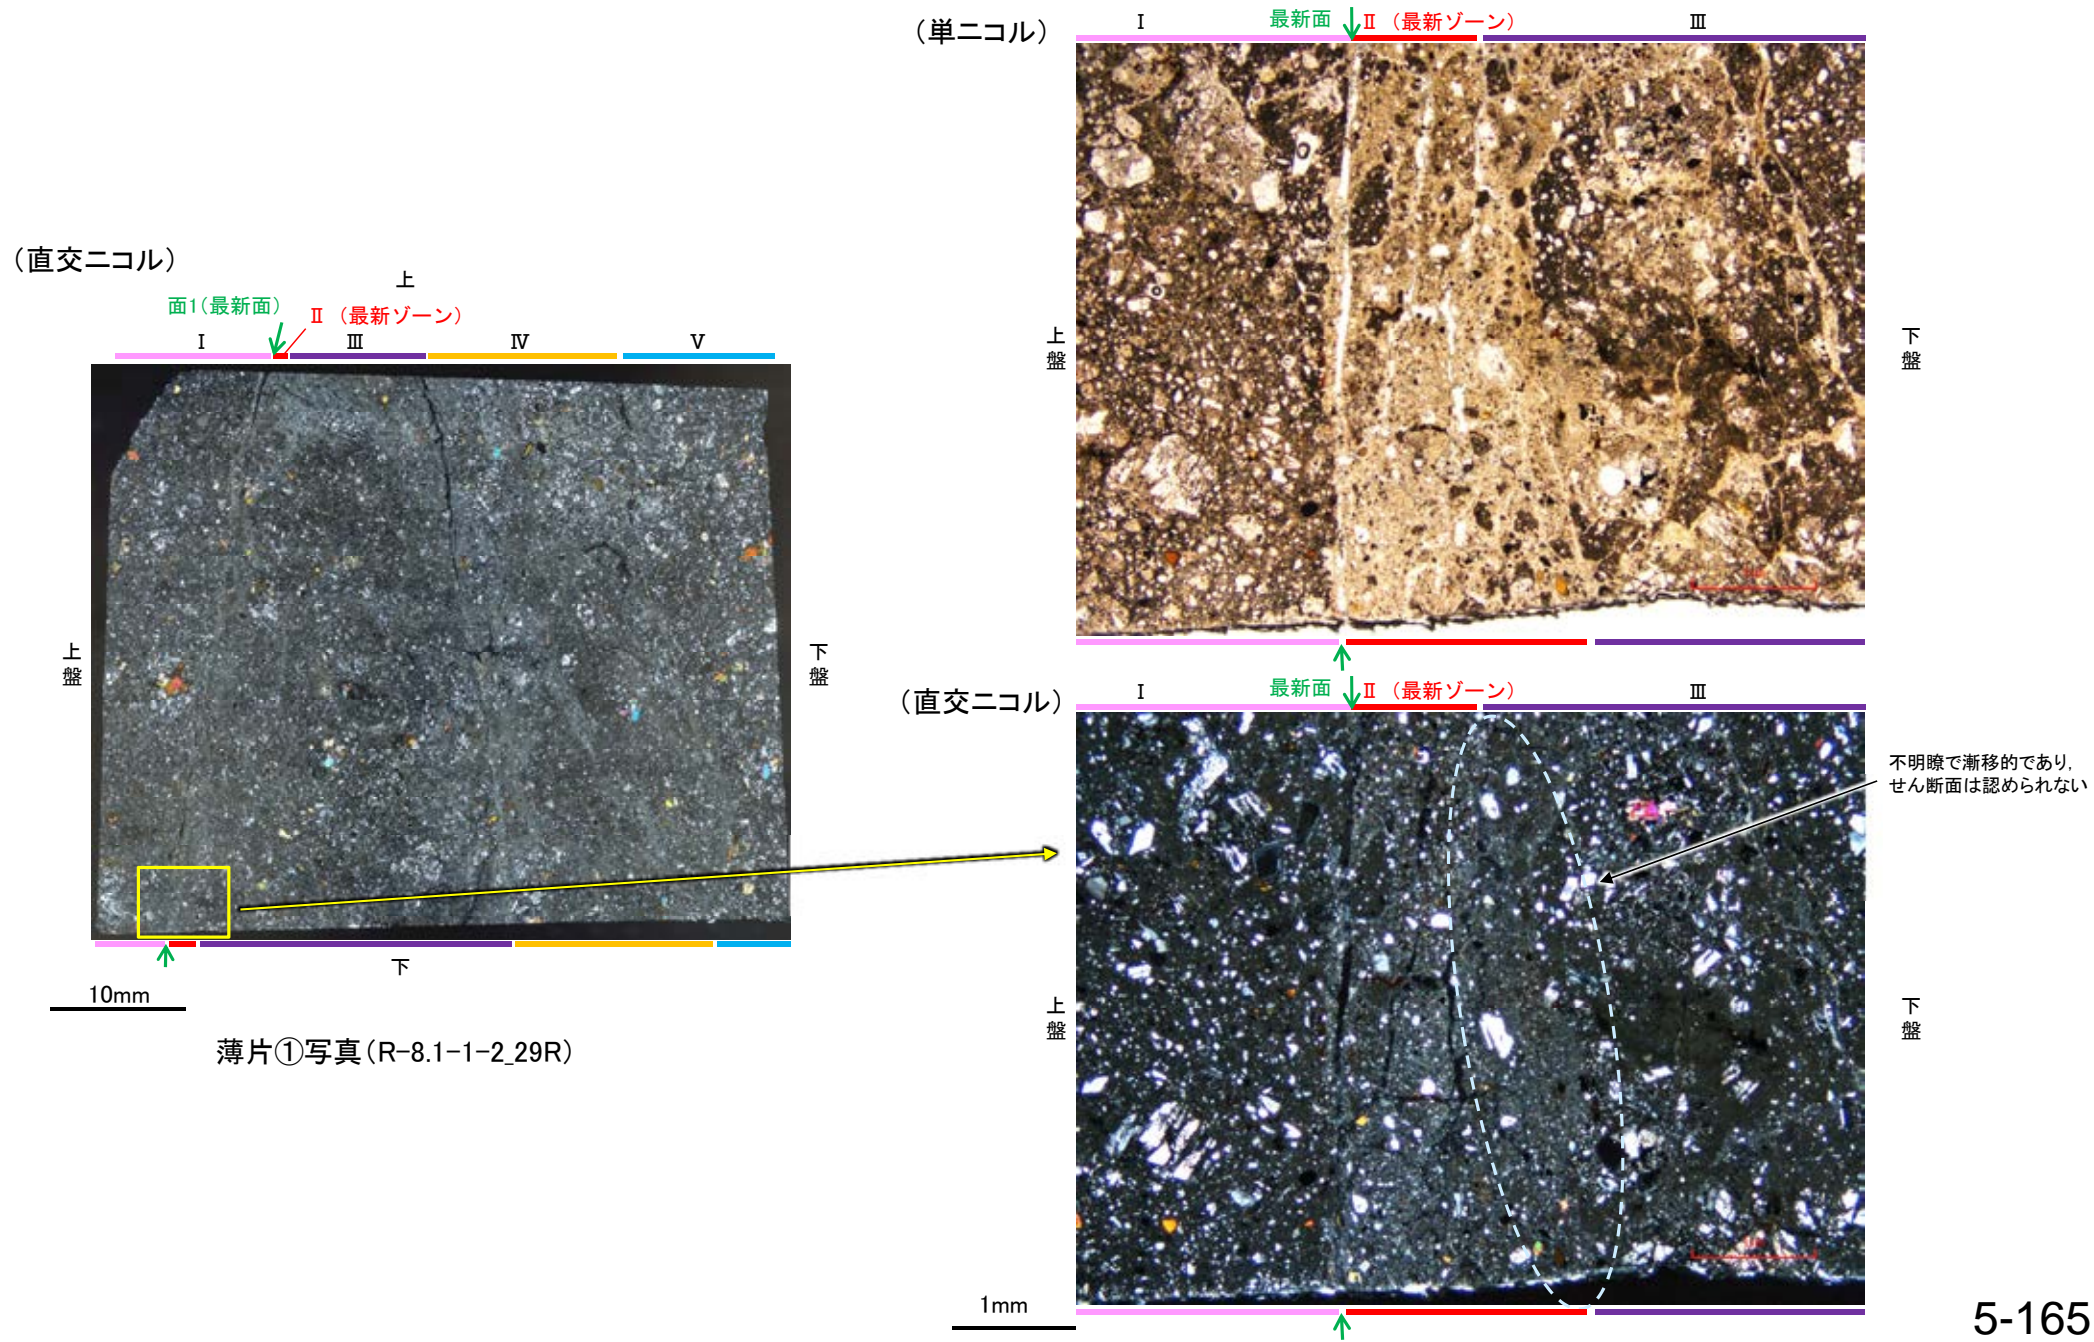 （直交ニコル）
上
面1（最新面）
Ⅱ （最新ゾーン）
Ⅰ
Ⅲ
Ⅳ
Ⅴ
上盤
下盤
下
10mm
薄片①写真（R-8.1-1-2_29R）
（単ニコル）
Ⅰ
最新面
Ⅱ （最新ゾーン）
Ⅲ
上盤
下盤
（直交ニコル）
Ⅰ
最新面
Ⅱ （最新ゾーン）
Ⅲ
不明瞭で漸移的であり，
せん断面は認められない
上盤
下盤
1mm
5-165